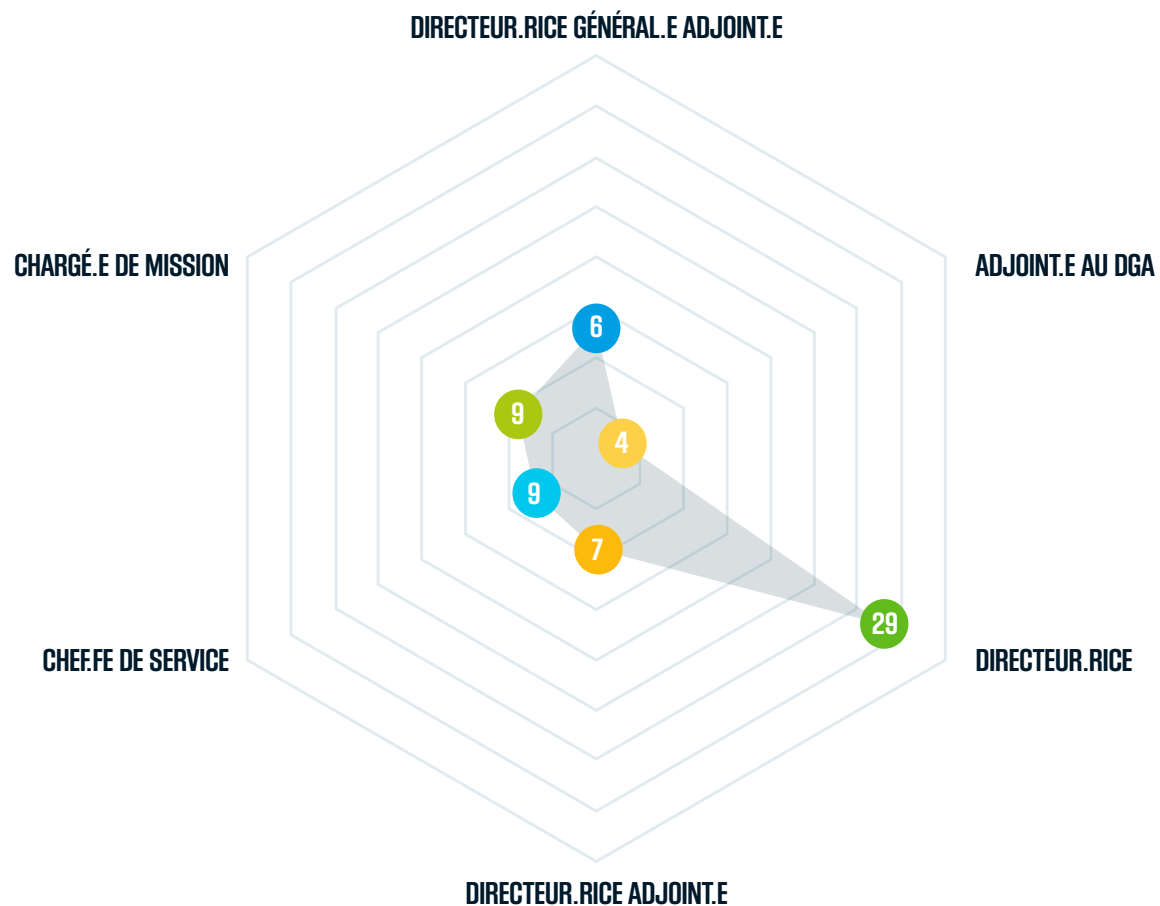 DIRECTEUR.RICE GÉNÉRAL.E ADJOINT.E
CHARGÉ.E DE MISSION
ADJOINT.E AU DGA
6
9
4
9
7
29
CHEF.FE DE SERVICE
DIRECTEUR.RICE
DIRECTEUR.RICE ADJOINT.E